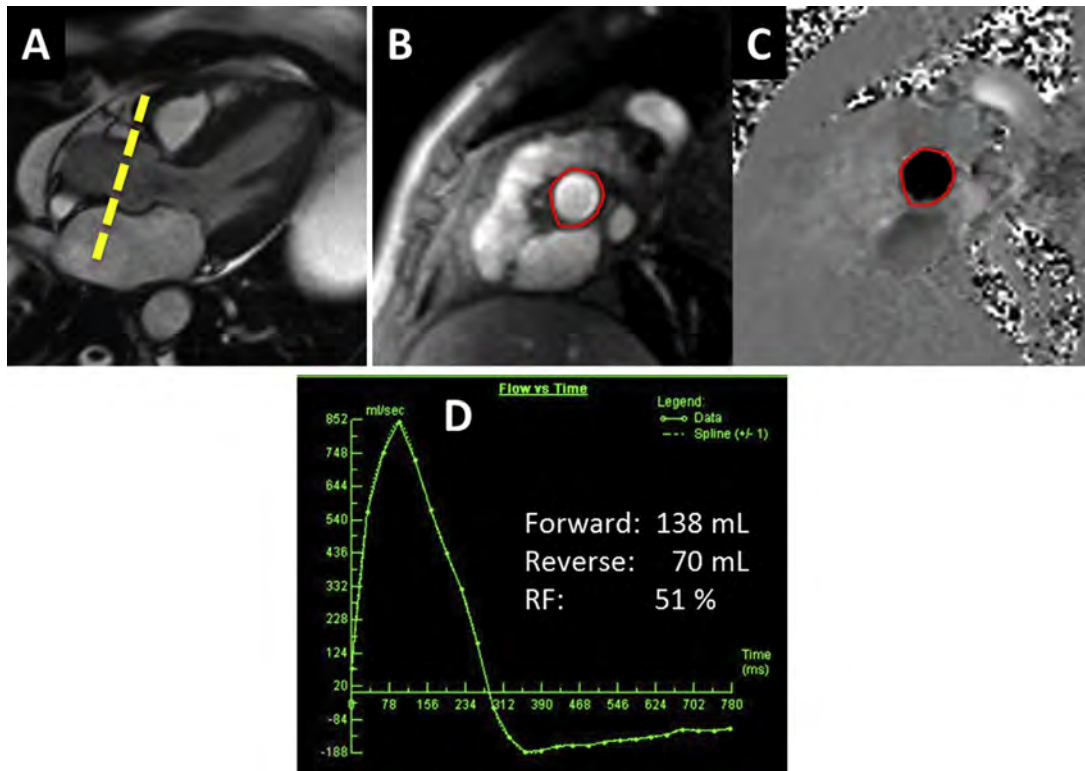 A
B
C
Flow vs Time
D
ml/sec
Legend:
Data
Spline (+/- 1)
852
748
644
540
436
332
228
124
20
-84
-188
Forward: 138 mL
Reverse: 70 mL
RF: 51 %
Time
(ms)
0 78 156 234 312 390 468 546 624 702 780